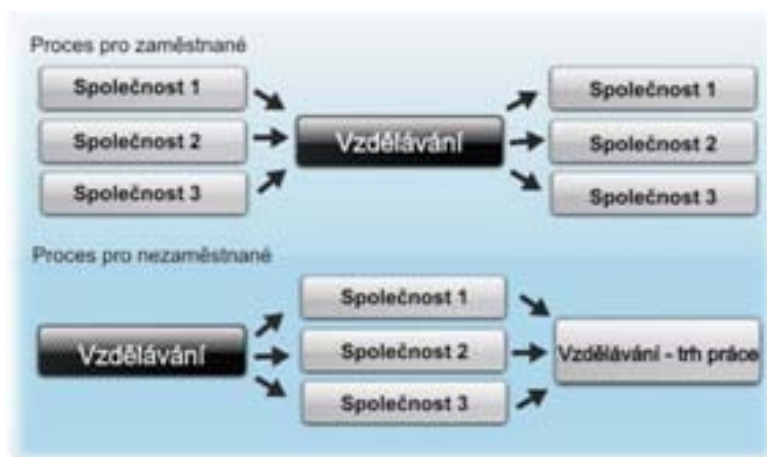 Proces pro zaměstnané
Společnost 1
Společnost 2
Společnost 3
Vzdělávání
Společnost 1
Společnost 2
Společnost 3
Proces pro nezaměstnané
Vzdělávání
Společnost 1
Společnost 2
Společnost 3
Vzdělávání - trh práce